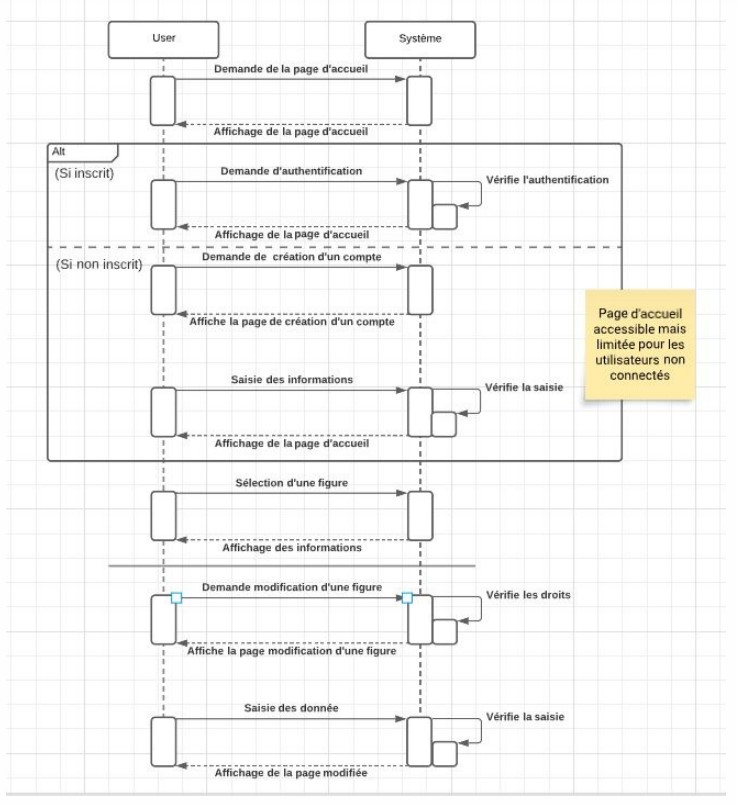 User
Système
Demande de la page d'accueil
Affichage de la page d'accueil
Alt
(Si inscrit)
Demande d'authentification
Vérifie l'authentification
Affichage de la page d'accueil
(Si non inscrit)
Demande de création d'un compte
Affiche la page de création d'un compte
Page d'accueil
accessible mais
limitée pour les
utilisateurs non
connectés
Saisie des informations
Vérifie la saisie
Affichage de la page d'accueil
Sélection d'une figure
Affichage des informations
Demande modification d'une figure
Vérifie les droits
Affiche la page modification d'une figure
Saisie des donnée
Vérifie la saisie
Affichage de la page modifiée